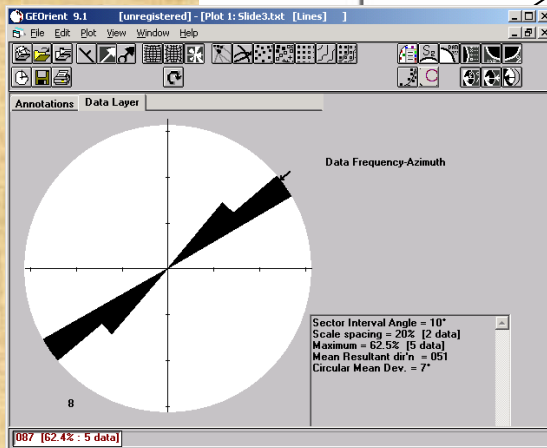 GEOrient 9.1 [unregistered] - [Plot 1: Slide3.txt [Lines] ]
File Edit Plot View Window Help
Annotations Data Layer
Data Frequency-Azimuth
Sector Interval Angle = 10°
Scale spacing = 20% [2 data]
Maximum = 62.5% [5 data]
Mean Resultant dir'n = 051
Circular Mean Dev. = 7°
8
087 [62.4% : 5 data]